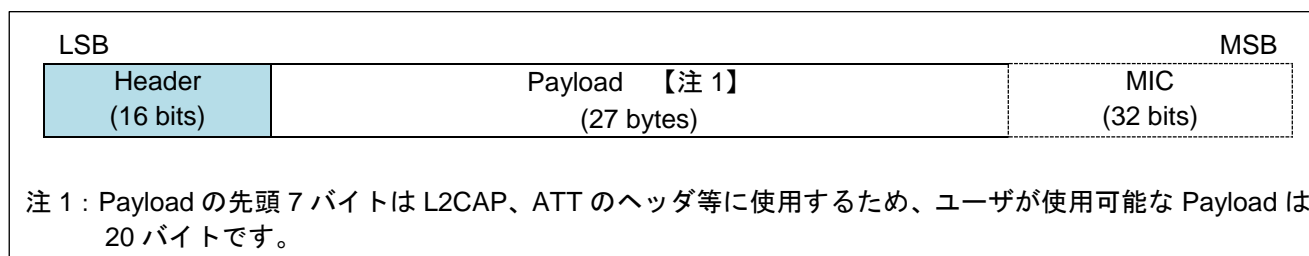 LSB MSB
Header Payload 【注 1】 MIC
(16 bits) (27 bytes) (32 bits)
注 1：Payload の先頭 7 バイトは L2CAP、ATT のヘッダ等に使用するため、ユーザが使用可能な Payload は
20 バイトです。